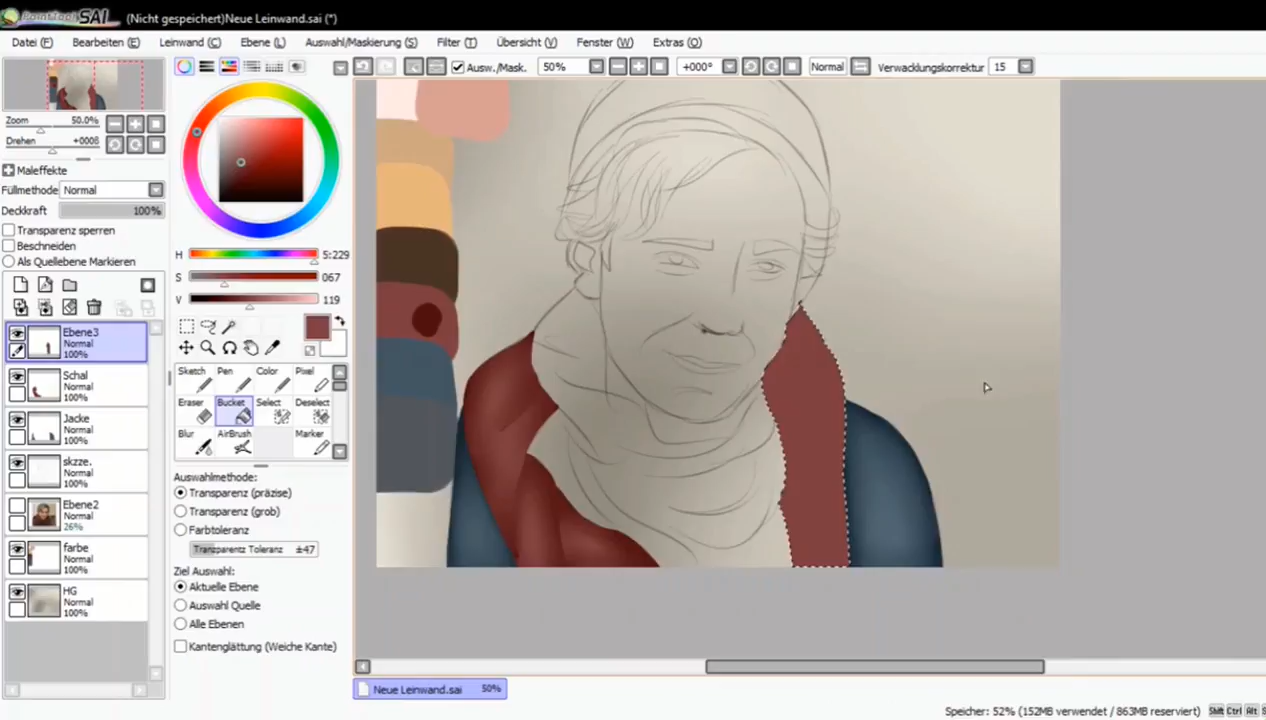 PaintTool SAI (Nicht gespeichert)Neue Leinwand.sai (*)
Datei (F) Bearbeiten (E) Leinwand (C) Ebene (L) Auswahl/Maskierung (S) Filter (T) Übersicht (V) Fenster (W) Extras (O)
Ausw./Mask. 50% +000° Normal Verwacklungskorrektur 15
Zoom 50.0%
Drehen +0008
Maleffekte
Füllmethode Normal
Deckkraft 100%
Transparenz sperren
Beschneiden
Als Quellebene Markieren
Ebene3
Normal
100%
Schal
Normal
100%
Jacke
Normal
100%
skzze.
Normal
100%
Ebene2
Normal
26%
farbe
Normal
100%
HG
Normal
100%
H 5:229
S 067
V 119
Sketch Pen Color Pixel
Eraser Bucket Select Deselect
Blur AirBrush Marker
Auswahlmethode:
Transparenz (präzise)
Transparenz (grob)
Farbtoleranz
Transparentz Toleranz ±47
Ziel Auswahl:
Aktuelle Ebene
Auswahl Quelle
Alle Ebenen
Kantenglättung (Weiche Kante)
Neue Leinwand.sai 50%
Speicher: 52% (152MB verwendet / 863MB reserviert) Shift Ctrl Alt